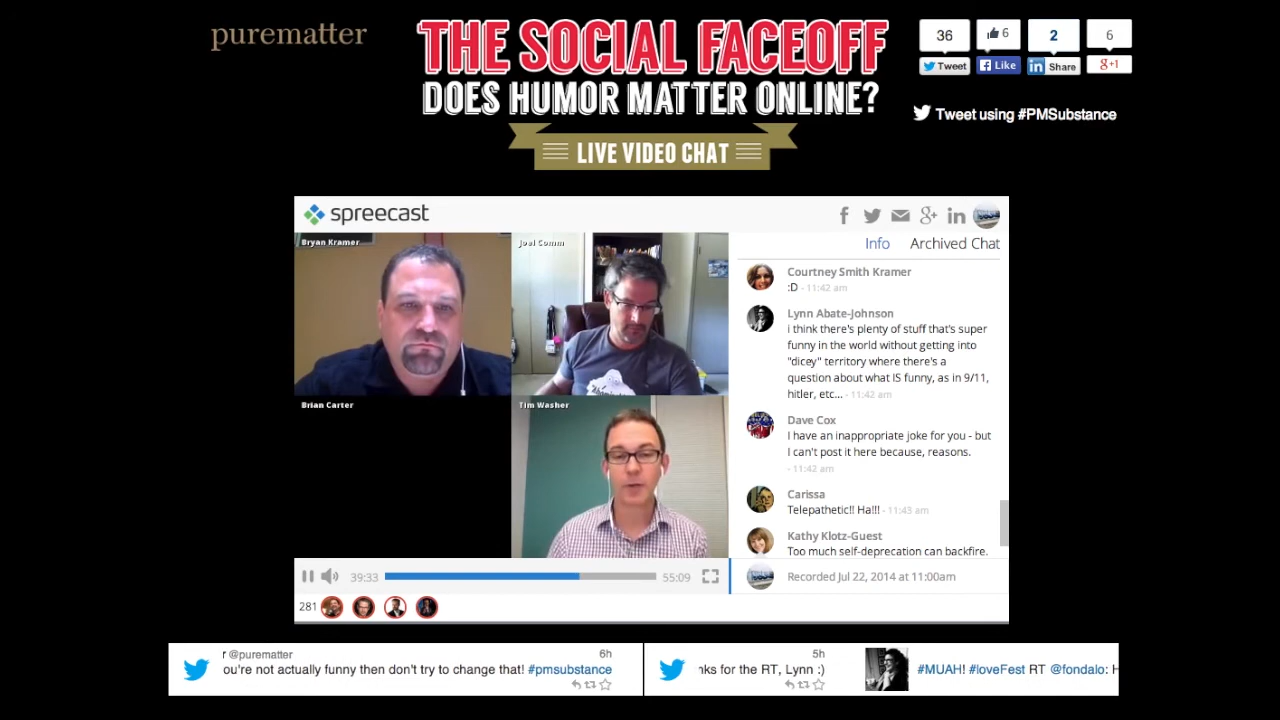 purematter
THE SOCIAL FACEOFF
DOES HUMOR MATTER ONLINE?
LIVE VIDEO CHAT
36
6
2
6
Tweet
Like
in Share
g+1
Tweet using #PMSubstance
spreecast
Info
Archived Chat
Bryan Kramer
Joel Comm
Brian Carter
Tim Washer
Courtney Smith Kramer
:D - 11:42 am
Lynn Abate-Johnson
i think there's plenty of stuff that's super
funny in the world without getting into
"dicey" territory where there's a
question about what IS funny, as in 9/11,
hitler, etc... - 11:42 am
Dave Cox
I have an inappropriate joke for you - but
I can't post it here because, reasons.
- 11:42 am
Carissa
Telepathetic!! Ha!!! - 11:43 am
Kathy Klotz-Guest
Too much self-deprecation can backfire.
39:33
55:09
Recorded Jul 22, 2014 at 11:00am
281
r @purematter
6h
ou're not actually funny then don't try to change that! #pmsubstance
5h
nks for the RT, Lynn :)
#MUAH! #loveFest RT @fondalo: H